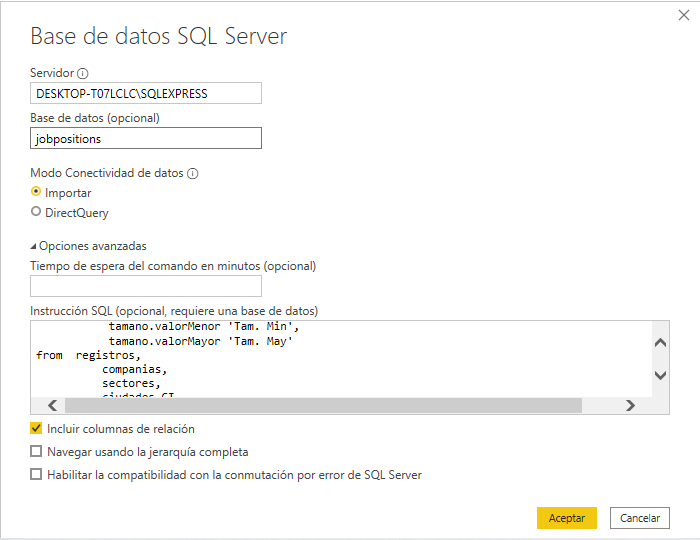 Base de datos SQL Server
Servidor
DESKTOP-T07LCLC\SQLEXPRESS
Base de datos (opcional)
jobpositions
Modo Conectividad de datos
Importar
DirectQuery
Opciones avanzadas
Tiempo de espera del comando en minutos (opcional)
Instrucción SQL (opcional, requiere una base de datos)
tamano.valorMenor 'Tam. Min',
tamano.valorMayor 'Tam. May'
from registros,
companias,
sectores,
ciudades CI
Incluir columnas de relación
Navegar usando la jerarquía completa
Habilitar la compatibilidad con la conmutación por error de SQL Server
Aceptar Cancelar